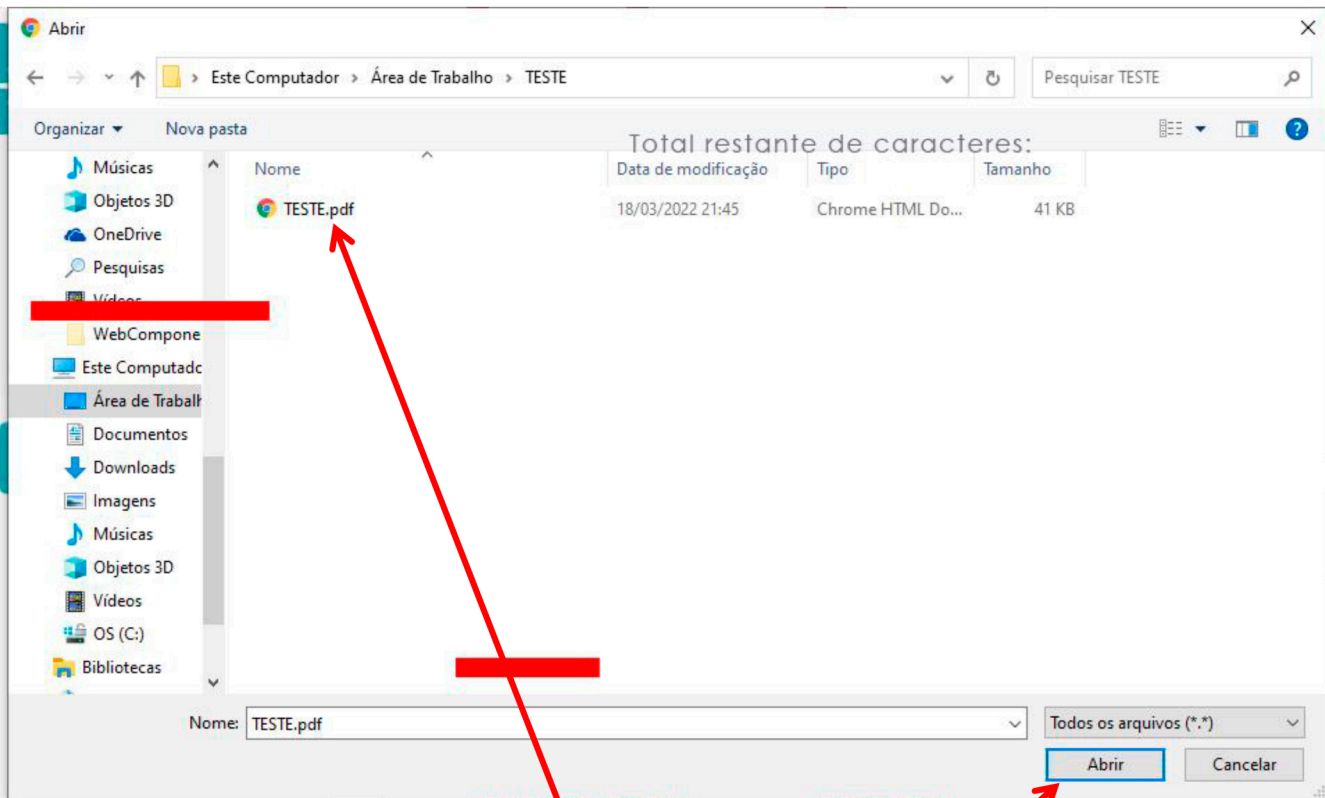 Abrir
Este Computador > Área de Trabalho > TESTE
Pesquisar TESTE
Organizar
Nova pasta
Total restante de caracteres:
Nome
Data de modificação
Tipo
Tamanho
TESTE.pdf
18/03/2022 21:45
Chrome HTML Do...
41 KB
Músicas
Objetos 3D
OneDrive
Pesquisas
Vídeos
WebCompone
Este Computadc
Área de Trabalh
Documentos
Downloads
Imagens
Músicas
Objetos 3D
Vídeos
OS (C:)
Bibliotecas
Nome: TESTE.pdf
Todos os arquivos (*.*)
Abrir
Cancelar